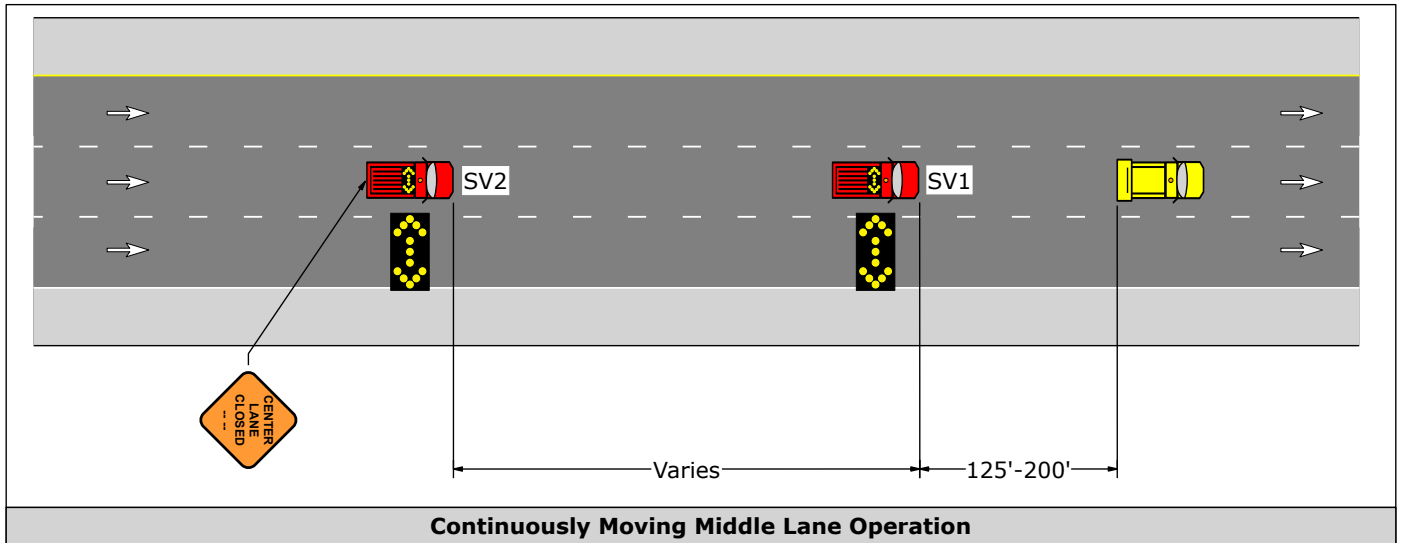 SV2
SV1
CENTER
LANE
CLOSED
-- --
Varies
125'-200'
Continuously Moving Middle Lane Operation